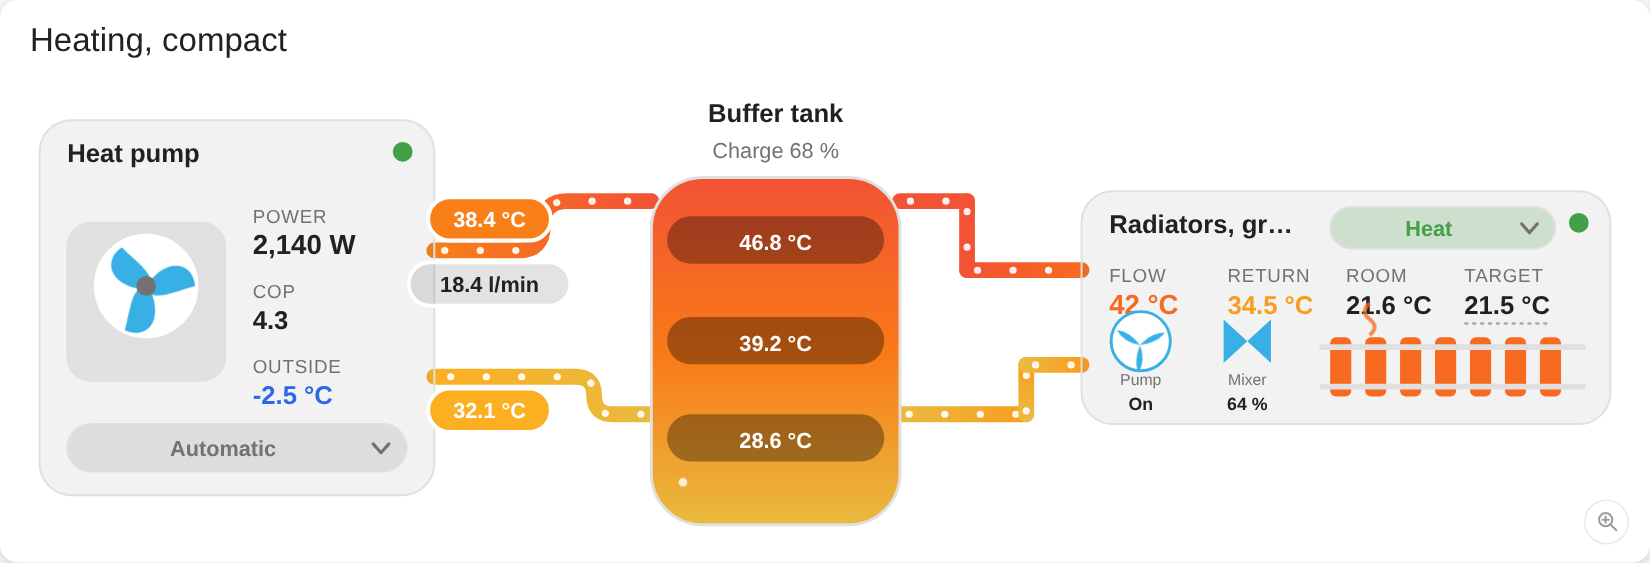 Heating, compact
Buffer tank
Charge 68 %
Heat pump
POWER
2,140 W
COP
4.3
OUTSIDE
-2.5 °C
Automatic
38.4 °C
18.4 l/min
32.1 °C
46.8 °C
39.2 °C
28.6 °C
Radiators, gr…
Heat
FLOW RETURN ROOM TARGET
42 °C 34.5 °C 21.6 °C 21.5 °C
Pump Mixer
On 64 %